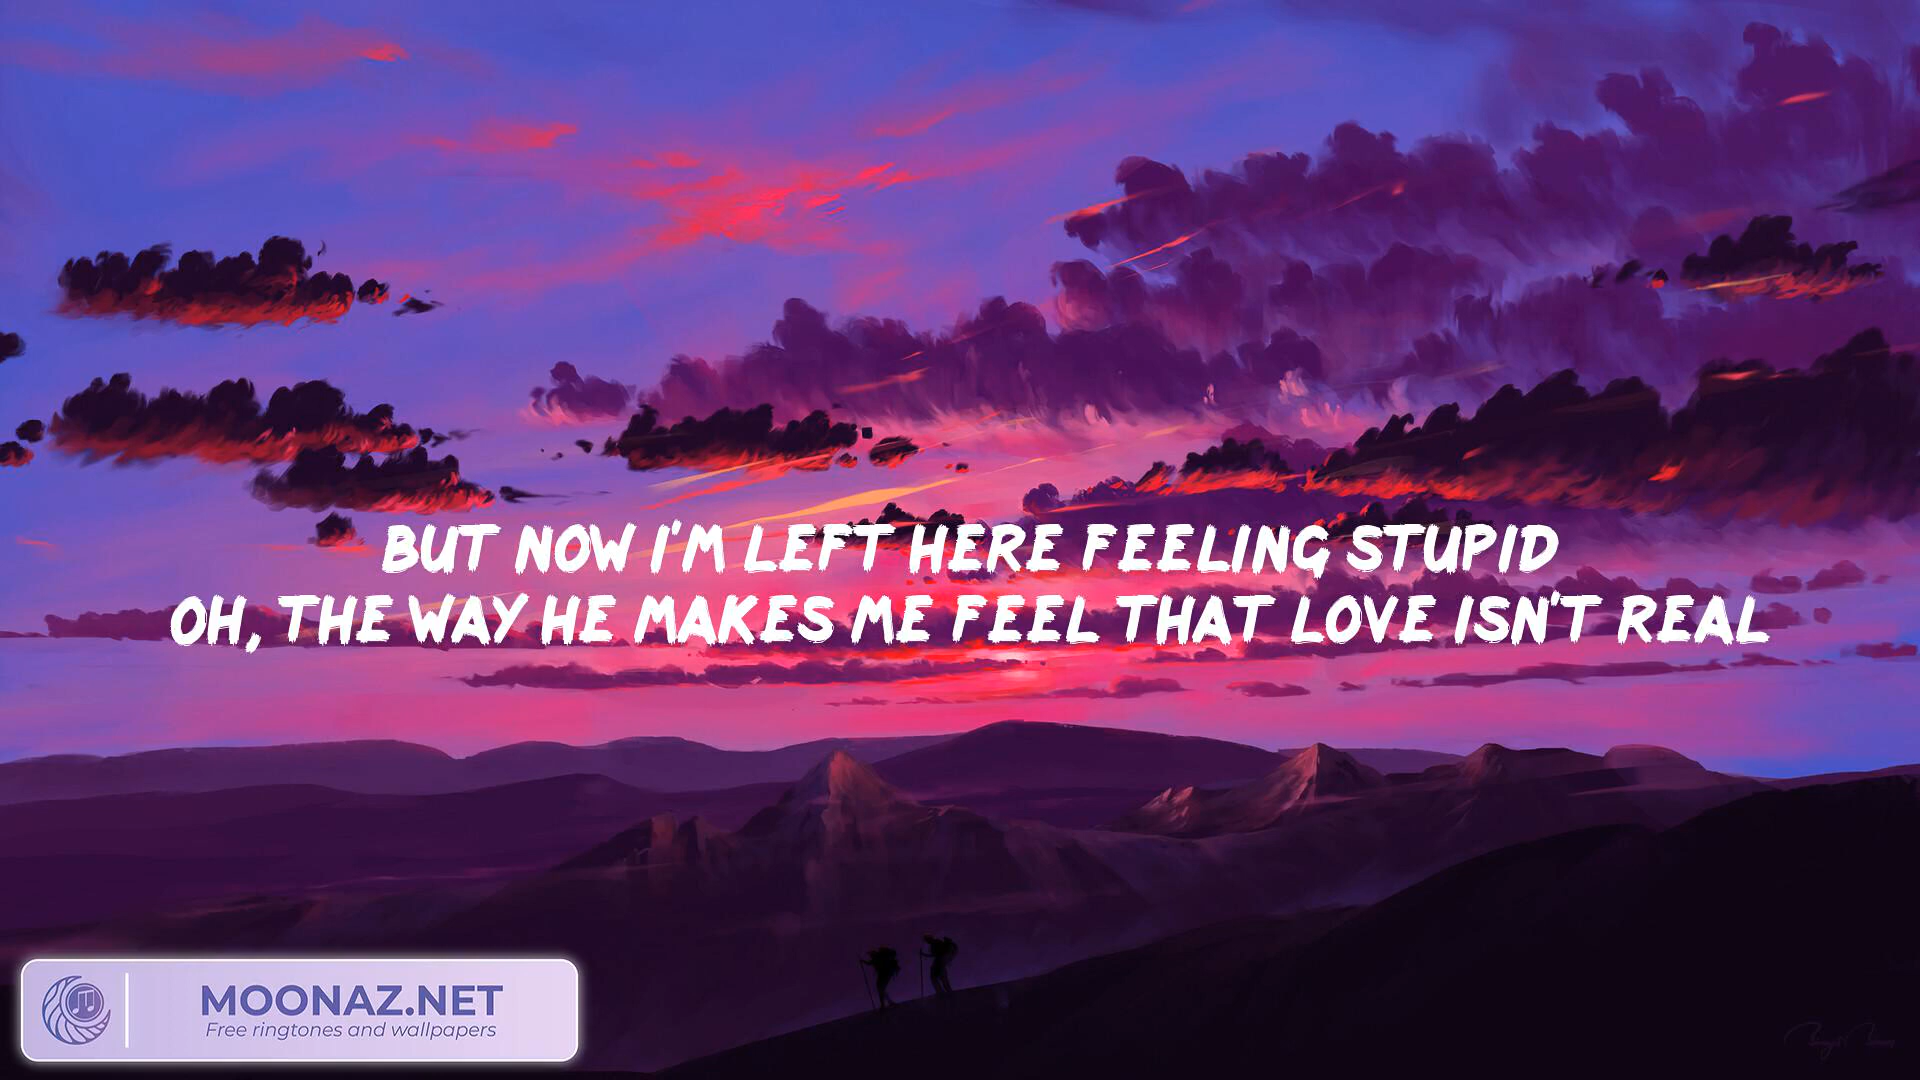 BUT NOW I'M LEFT HERE FEELING STUPID
OH, THE WAY HE MAKES ME FEEL THAT LOVE ISN'T REAL
MOONAZ.NET
Free ringtones and wallpapers